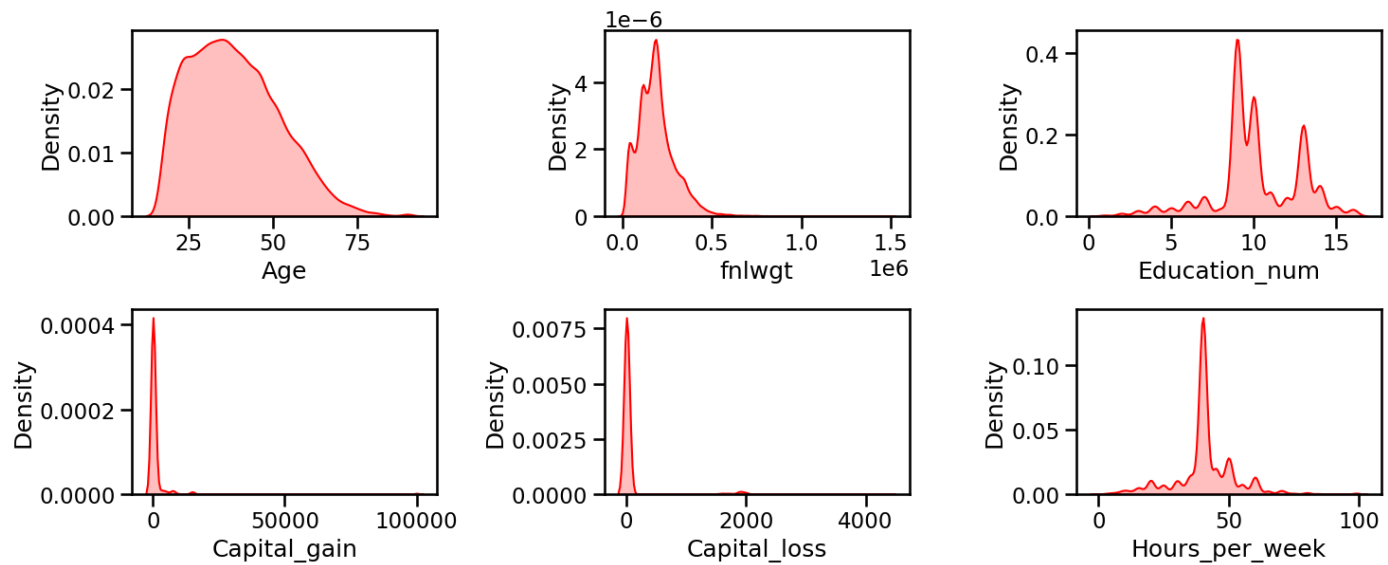 Density
0.02
0.01
0.00
25
50
75
Age
1e−6
Density
4
2
0
0.0
0.5
1.0
1.5
1e6
fnlwgt
Density
0.4
0.2
0.0
0
5
10
15
Education_num
Density
0.0004
0.0002
0.0000
0
50000
100000
Capital_gain
Density
0.0075
0.0050
0.0025
0.0000
0
2000
4000
Capital_loss
Density
0.10
0.05
0.00
0
50
100
Hours_per_week